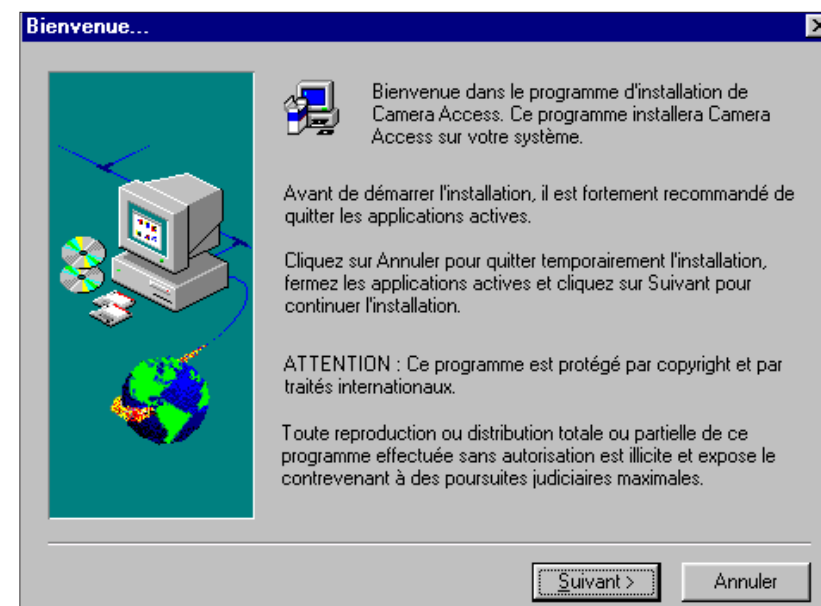 Bienvenue...
Bienvenue dans le programme d'installation de
Camera Access. Ce programme installera Camera
Access sur votre système.
Avant de démarrer l'installation, il est fortement recommandé de
quitter les applications actives.
Cliquez sur Annuler pour quitter temporairement l'installation,
fermez les applications actives et cliquez sur Suivant pour
continuer l'installation.
ATTENTION : Ce programme est protégé par copyright et par
traités internationaux.
Toute reproduction ou distribution totale ou partielle de ce
programme effectuée sans autorisation est illicite et expose le
contrevenant à des poursuites judiciaires maximales.
Suivant >
Annuler